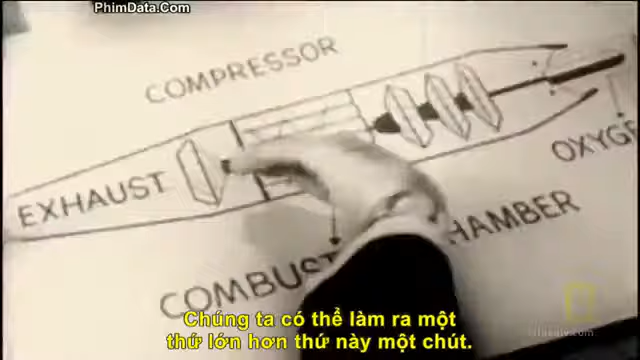 PhimData.Com
COMPRESSOR
EXHAUST
OXYGE
COMBUST HAMBER
Chúng ta có thể làm ra một
thứ lớn hơn thứ này một chút.